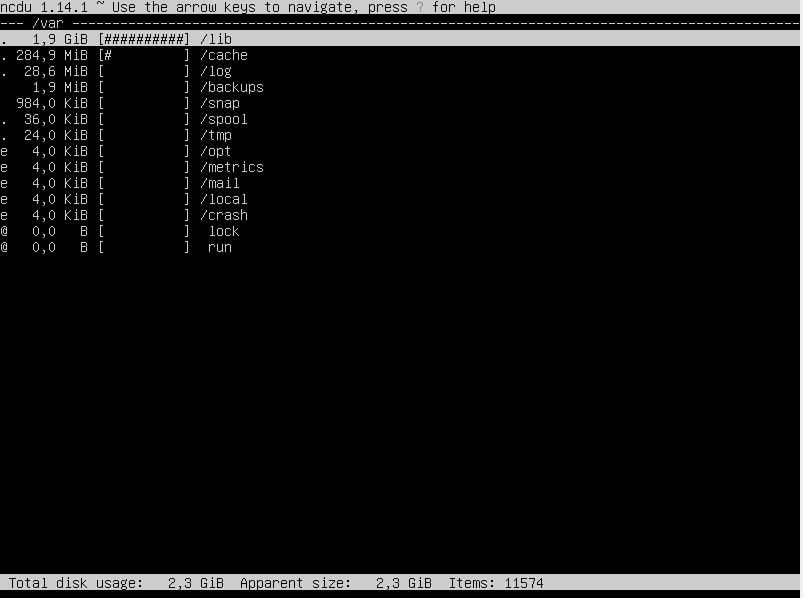 ncdu 1.14.1 ~ Use the arrow keys to navigate, press ? for help
--- /var -------------------------------------------------------------------------------------------
.   1,9 GiB [##########] /lib
. 284,9 MiB [#         ] /cache
.  28,6 MiB [          ] /log
    1,9 MiB [          ] /backups
  984,0 KiB [          ] /snap
.  36,0 KiB [          ] /spool
.  24,0 KiB [          ] /tmp
e   4,0 KiB [          ] /opt
e   4,0 KiB [          ] /metrics
e   4,0 KiB [          ] /mail
e   4,0 KiB [          ] /local
e   4,0 KiB [          ] /crash
@   0,0   B [          ]  lock
@   0,0   B [          ]  run
Total disk usage:   2,3 GiB  Apparent size:   2,3 GiB  Items: 11574